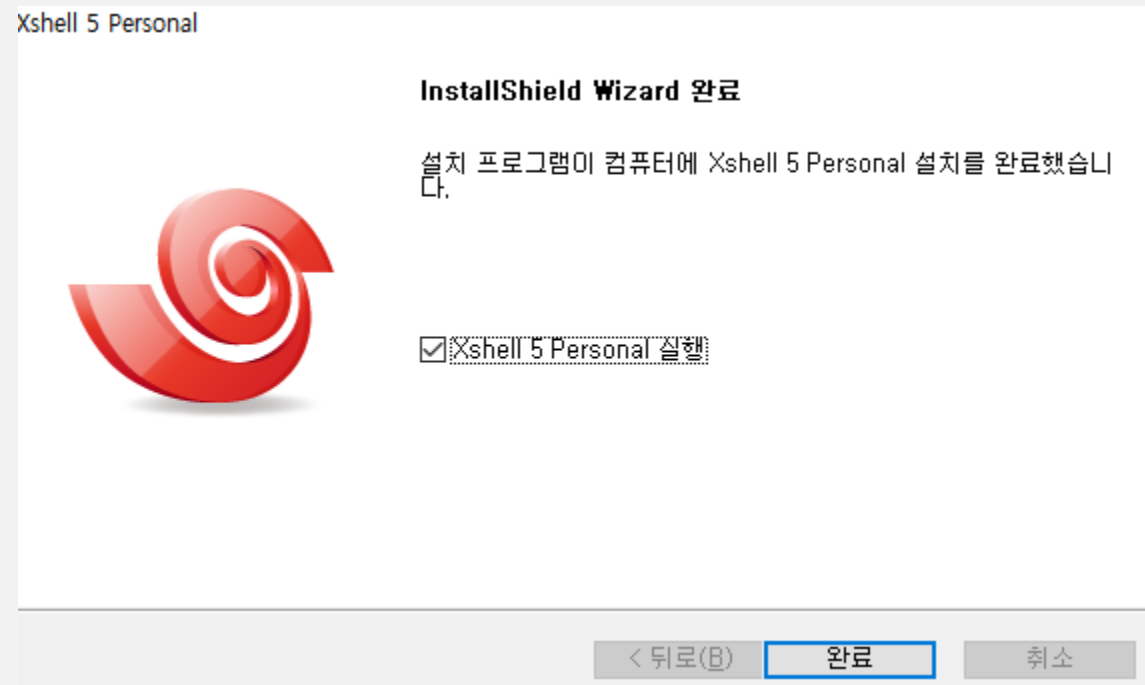 Xshell 5 Personal
InstallShield Wizard 완료
설치 프로그램이 컴퓨터에 Xshell 5 Personal 설치를 완료했습니
다.
Xshell 5 Personal 실행
< 뒤로(B)
완료
취소